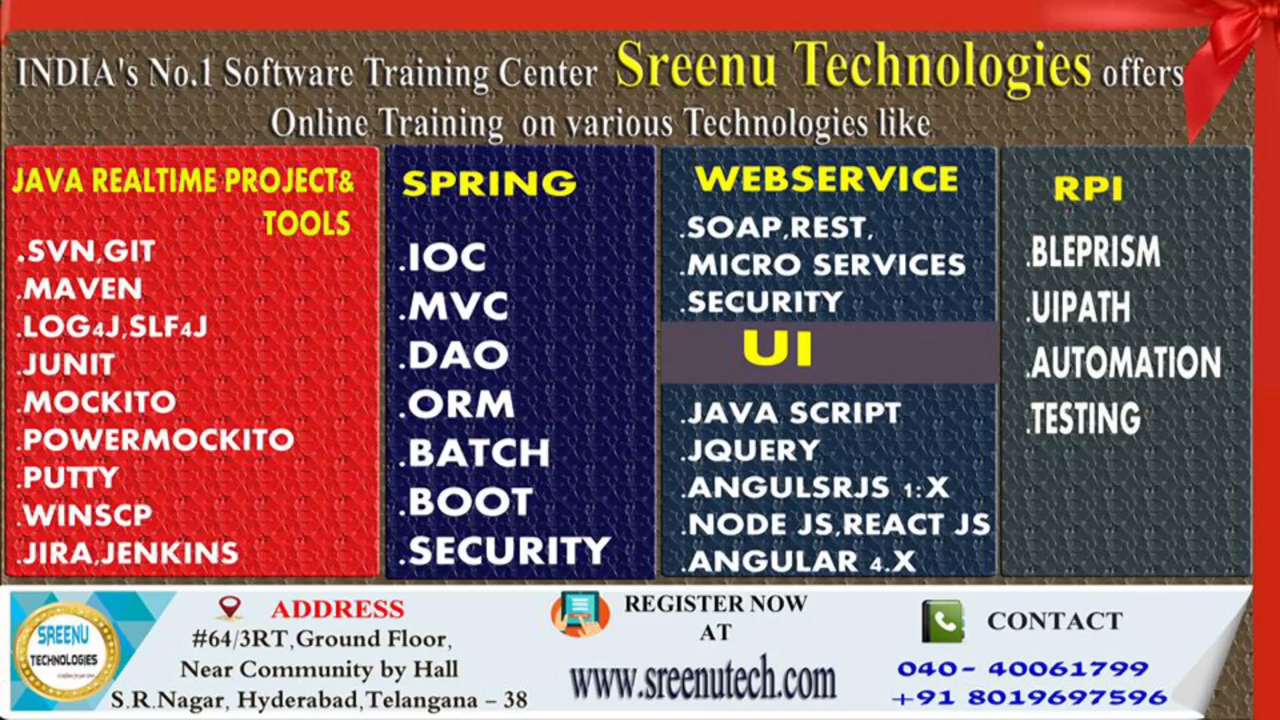 INDIA's No.1 Software Training Center Sreenu Technologies offers
Online Training on various Technologies like
JAVA REALTIME PROJECT&
TOOLS
.SVN,GIT
.MAVEN
.LOG4J,SLF4J
.JUNIT
.MOCKITO
.POWERMOCKITO
.PUTTY
.WINSCP
.JIRA,JENKINS
SPRING
.IOC
.MVC
.DAO
.ORM
.BATCH
.BOOT
.SECURITY
WEBSERVICE
.SOAP,REST,
.MICRO SERVICES
.SECURITY
UI
.JAVA SCRIPT
.JQUERY
.ANGULSRJS 1:X
.NODE JS,REACT JS
.ANGULAR 4.X
RPI
.BLEPRISM
.UIPATH
.AUTOMATION
.TESTING
SREENU
TECHNOLOGIES
ADDRESS
#64/3RT,Ground Floor,
Near Community by Hall
S.R.Nagar, Hyderabad,Telangana – 38
REGISTER NOW
AT
www.sreenutech.com
CONTACT
040- 40061799
+91 8019697596